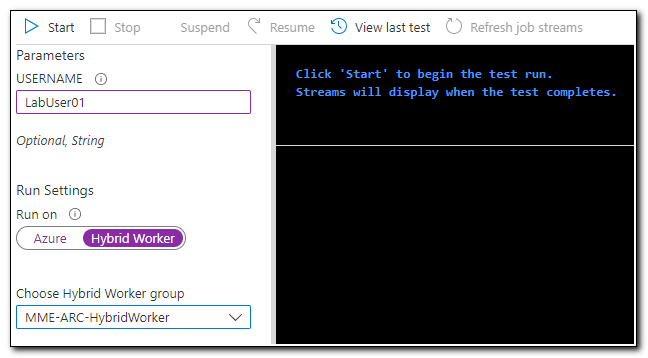 Start Stop Suspend Resume View last test Refresh job streams
Parameters
USERNAME
LabUser01
Optional, String
Run Settings
Run on
Azure Hybrid Worker
Choose Hybrid Worker group
MME-ARC-HybridWorker
Click 'Start' to begin the test run.
Streams will display when the test completes.